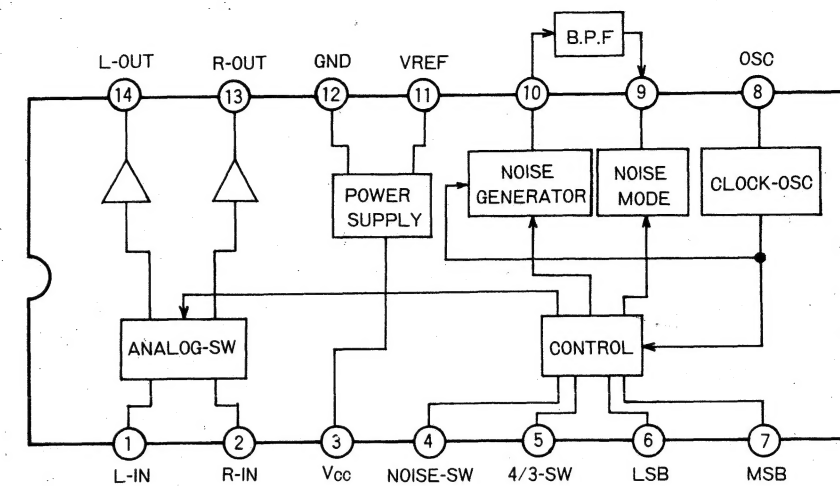 B.P.F
L-OUT
R-OUT
GND
VREF
OSC
14
13
12
11
10
9
8
NOISE
GENERATOR
NOISE
MODE
CLOCK-OSC
POWER
SUPPLY
ANALOG-SW
CONTROL
1
2
3
4
5
6
7
L-IN
R-IN
Vcc
NOISE-SW
4/3-SW
LSB
MSB